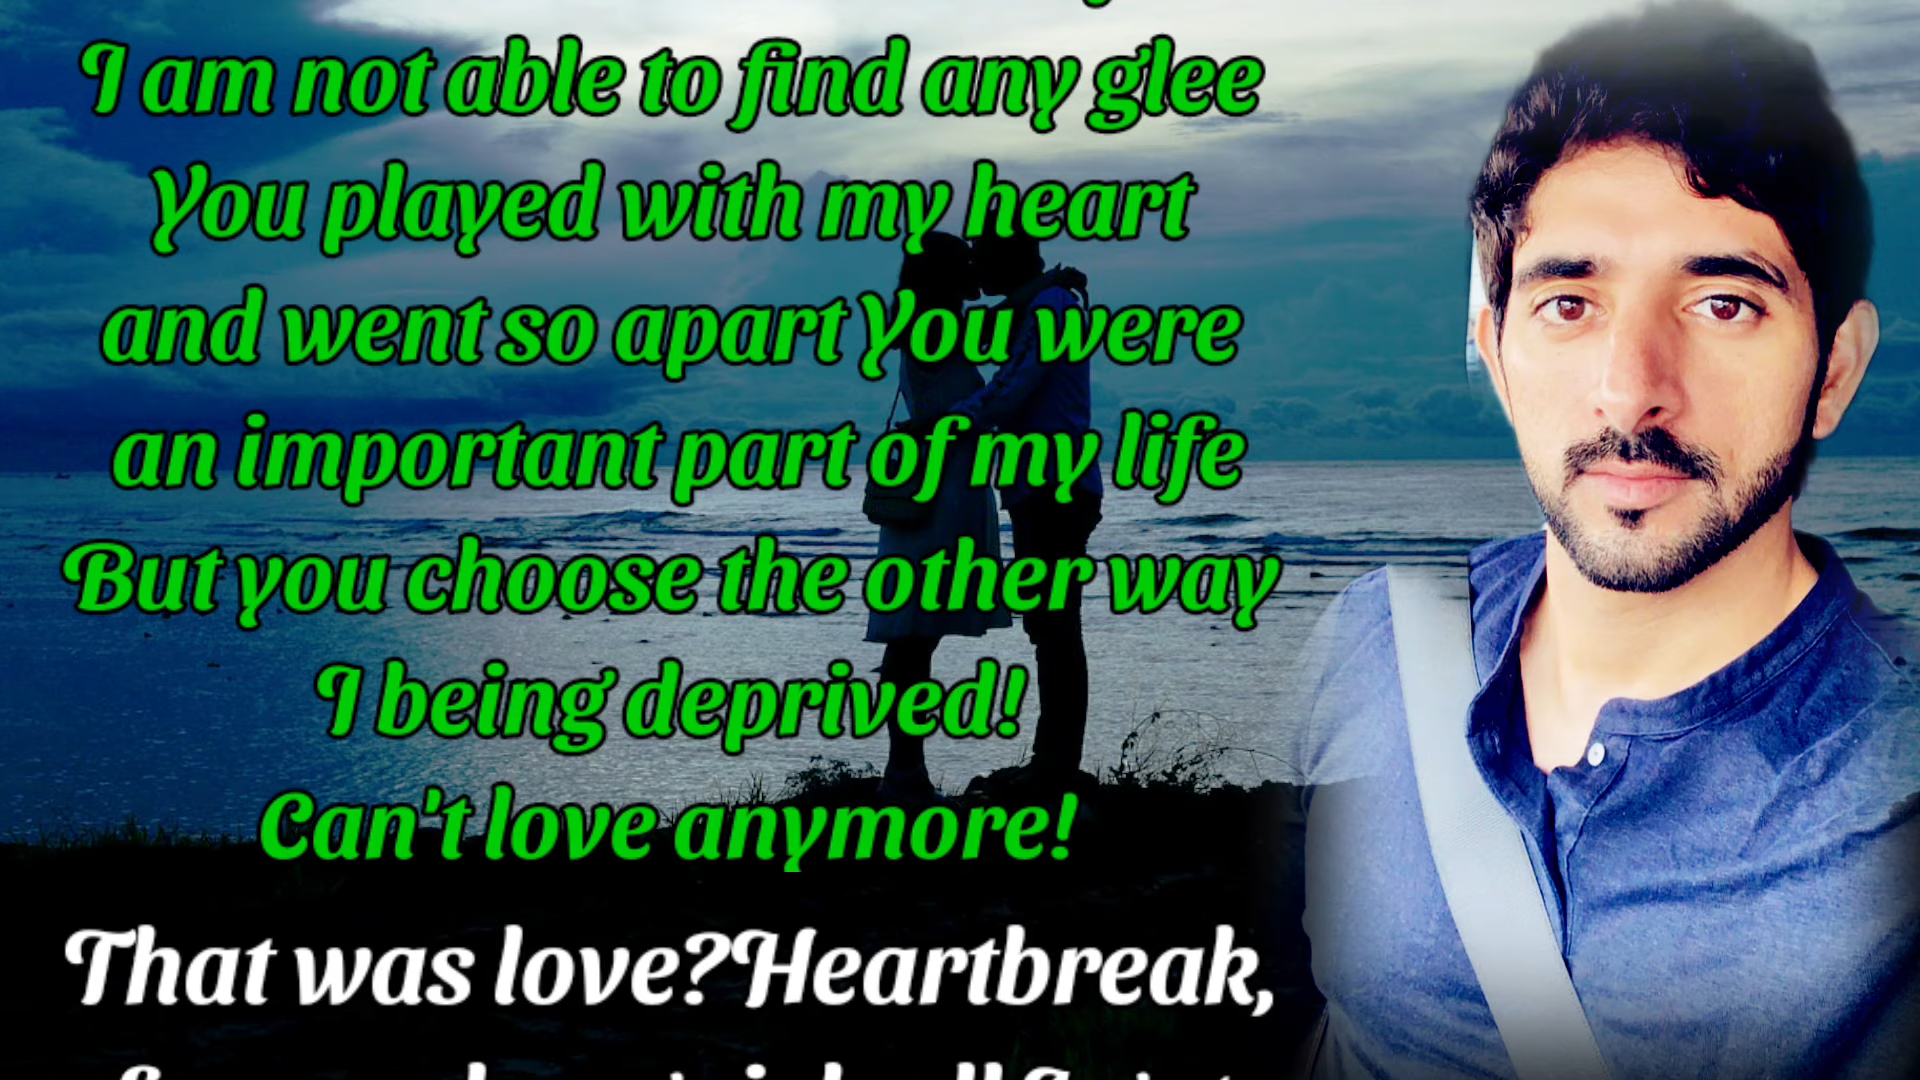 I am not able to find any glee
You played with my heart
and went so apart You were
an important part of my life
But you choose the other way
I being deprived!
Can't love anymore!
That was love?Heartbreak,